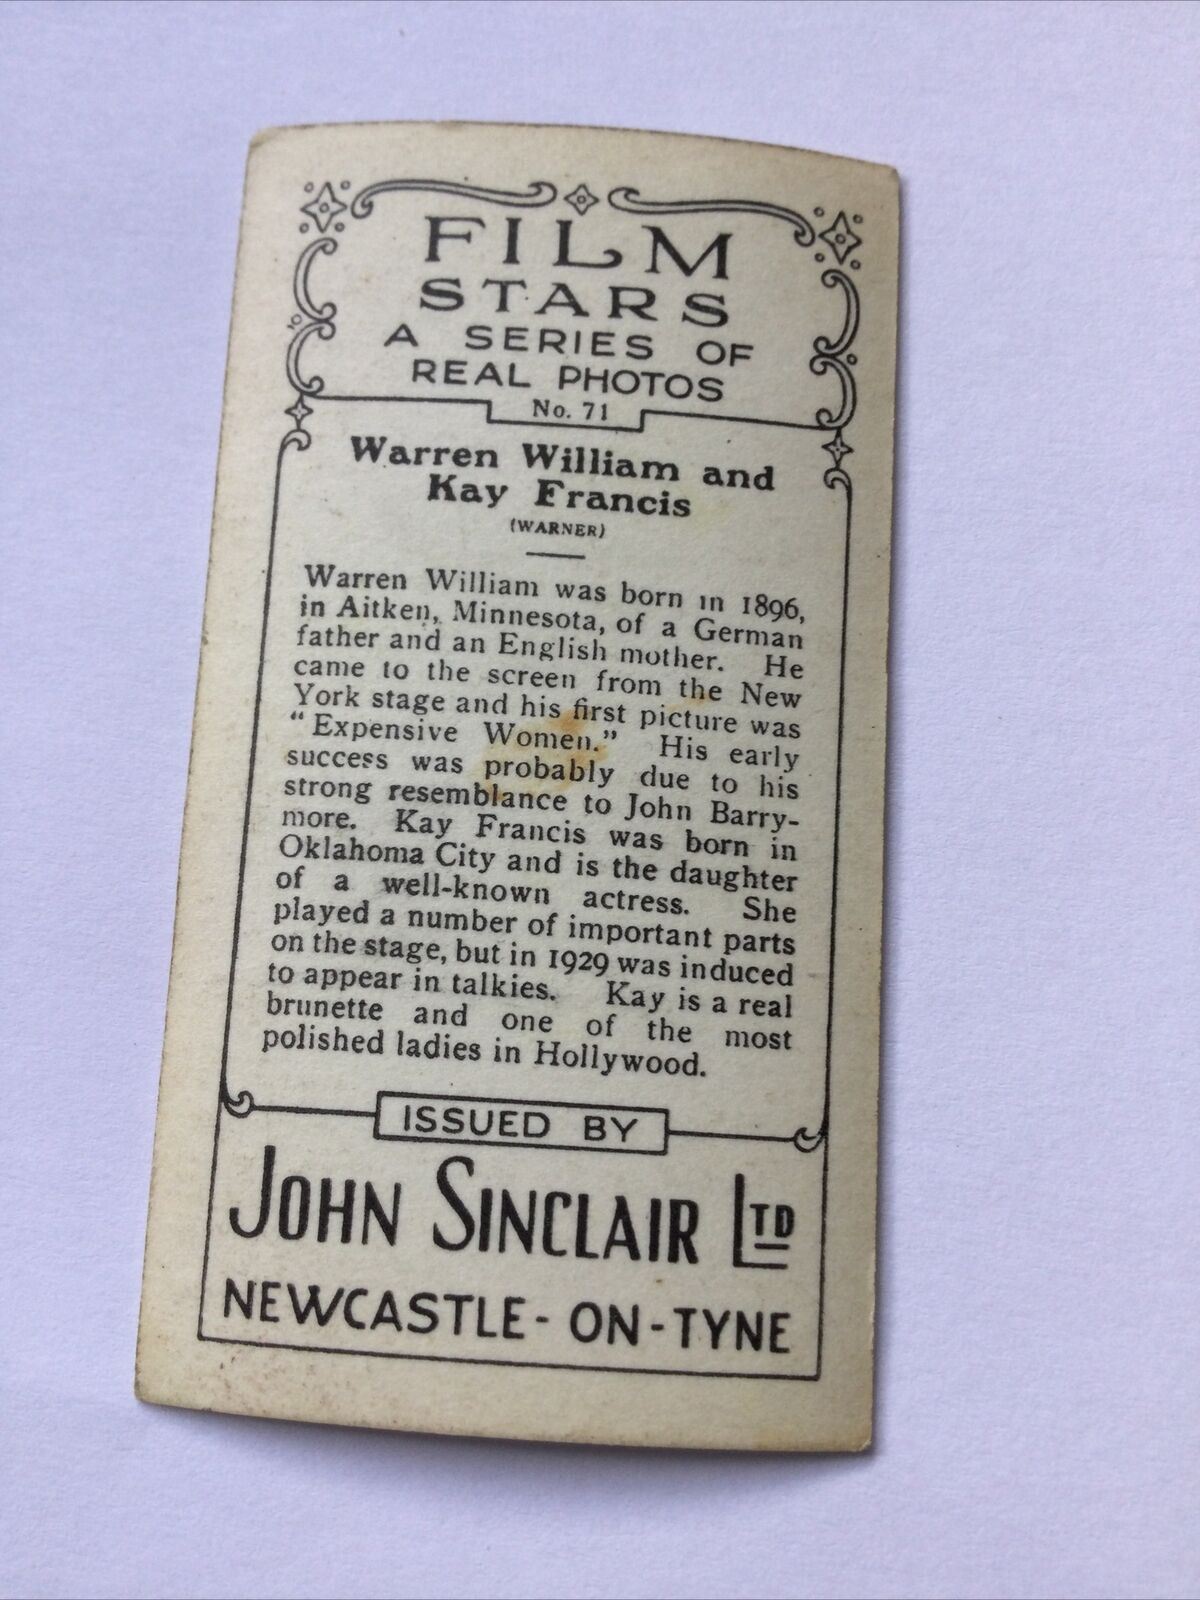 FILM
STARS
A SERIES OF
REAL PHOTOS
No. 71
Warren William and
Kay Francis
(WARNER)
Warren William was born in 1896,
in Aitken, Minnesota, of a German
father and an English mother. He
came to the screen from the New
York stage and his first picture was
"Expensive Women." His early
success was probably due to his
strong resemblance to John Barry-
more. Kay Francis was born in
Oklahoma City and is the daughter
of a well-known actress. She
played a number of important parts
on the stage, but in 1929 was induced
to appear in talkies. Kay is a real
brunette and one of the most
polished ladies in Hollywood.
ISSUED BY
JOHN SINCLAIR LTD
NEWCASTLE-ON-TYNE